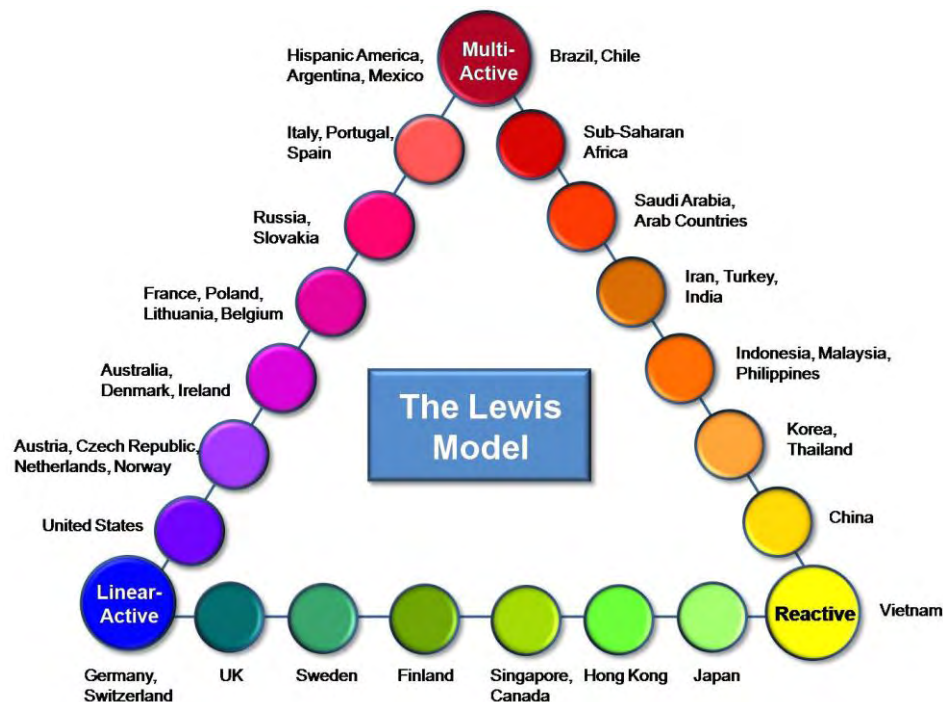 Hispanic America,
Argentina, Mexico
Multi-
Active
Brazil, Chile
Italy, Portugal,
Spain
Sub-Saharan
Africa
Russia,
Slovakia
Saudi Arabia,
Arab Countries
France, Poland,
Lithuania, Belgium
Iran, Turkey,
India
Australia,
Denmark, Ireland
The Lewis
Model
Indonesia, Malaysia,
Philippines
Austria, Czech Republic,
Netherlands, Norway
Korea,
Thailand
United States
China
Linear-
Active
Reactive
Vietnam
Germany,
Switzerland
UK
Sweden
Finland
Singapore,
Canada
Hong Kong
Japan